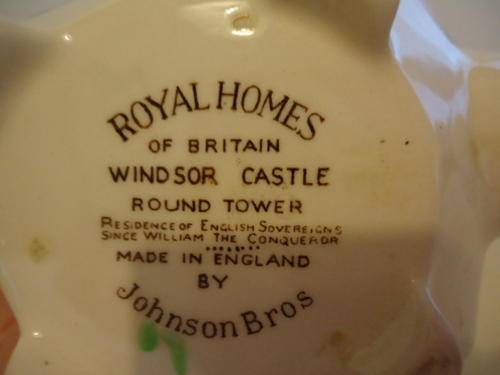 ROYAL HOMES
OF BRITAIN
WINDSOR CASTLE
ROUND TOWER
RESIDENCE OF ENGLISH SOVEREIGNS
SINCE WILLIAM THE CONQUEROR
MADE IN ENGLAND
BY
Johnson Bros